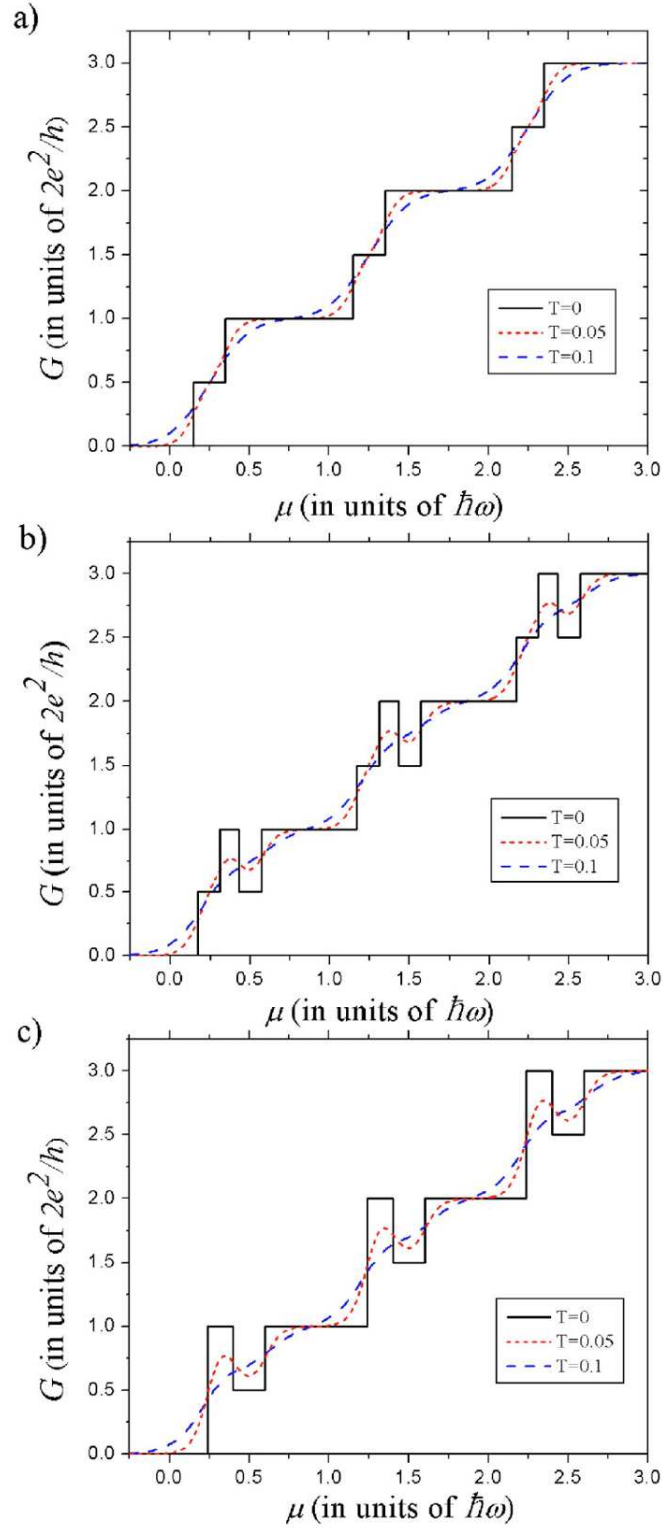 a)
3.0
2.5
2.0
1.5
1.0
0.5
0.0
G (in units of 2e²/h)
T=0
T=0.05
T=0.1
0.0 0.5 1.0 1.5 2.0 2.5 3.0
μ (in units of ħω)
b)
3.0
2.5
2.0
1.5
1.0
0.5
0.0
G (in units of 2e²/h)
T=0
T=0.05
T=0.1
0.0 0.5 1.0 1.5 2.0 2.5 3.0
μ (in units of ħω)
c)
3.0
2.5
2.0
1.5
1.0
0.5
0.0
G (in units of 2e²/h)
T=0
T=0.05
T=0.1
0.0 0.5 1.0 1.5 2.0 2.5 3.0
μ (in units of ħω)